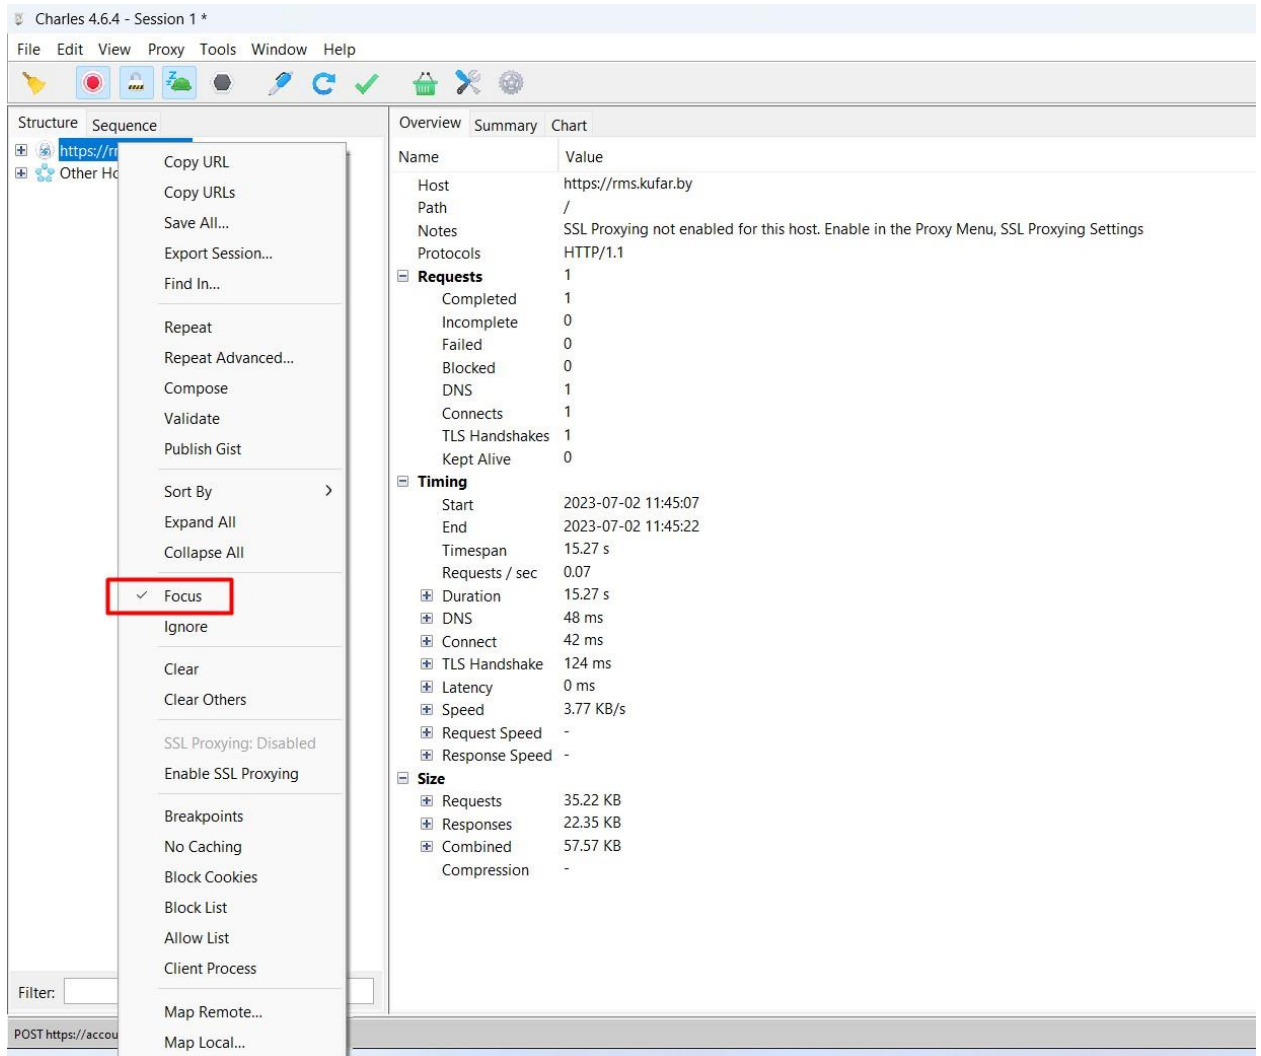 Charles 4.6.4 - Session 1 *
File Edit View Proxy Tools Window Help
Structure Sequence
https://r
Other Ho
Copy URL
Copy URLs
Save All...
Export Session...
Find In...
Repeat
Repeat Advanced...
Compose
Validate
Publish Gist
Sort By
Expand All
Collapse All
Focus
Ignore
Clear
Clear Others
SSL Proxying: Disabled
Enable SSL Proxying
Breakpoints
No Caching
Block Cookies
Block List
Allow List
Client Process
Map Remote...
Map Local...
Filter:
POST https://accou
Overview Summary Chart
Name Value
Host https://rms.kufar.by
Path /
Notes SSL Proxying not enabled for this host. Enable in the Proxy Menu, SSL Proxying Settings
Protocols HTTP/1.1
Requests 1
Completed 1
Incomplete 0
Failed 0
Blocked 0
DNS 1
Connects 1
TLS Handshakes 1
Kept Alive 0
Timing
Start 2023-07-02 11:45:07
End 2023-07-02 11:45:22
Timespan 15.27 s
Requests / sec 0.07
Duration 15.27 s
DNS 48 ms
Connect 42 ms
TLS Handshake 124 ms
Latency 0 ms
Speed 3.77 KB/s
Request Speed -
Response Speed -
Size
Requests 35.22 KB
Responses 22.35 KB
Combined 57.57 KB
Compression -